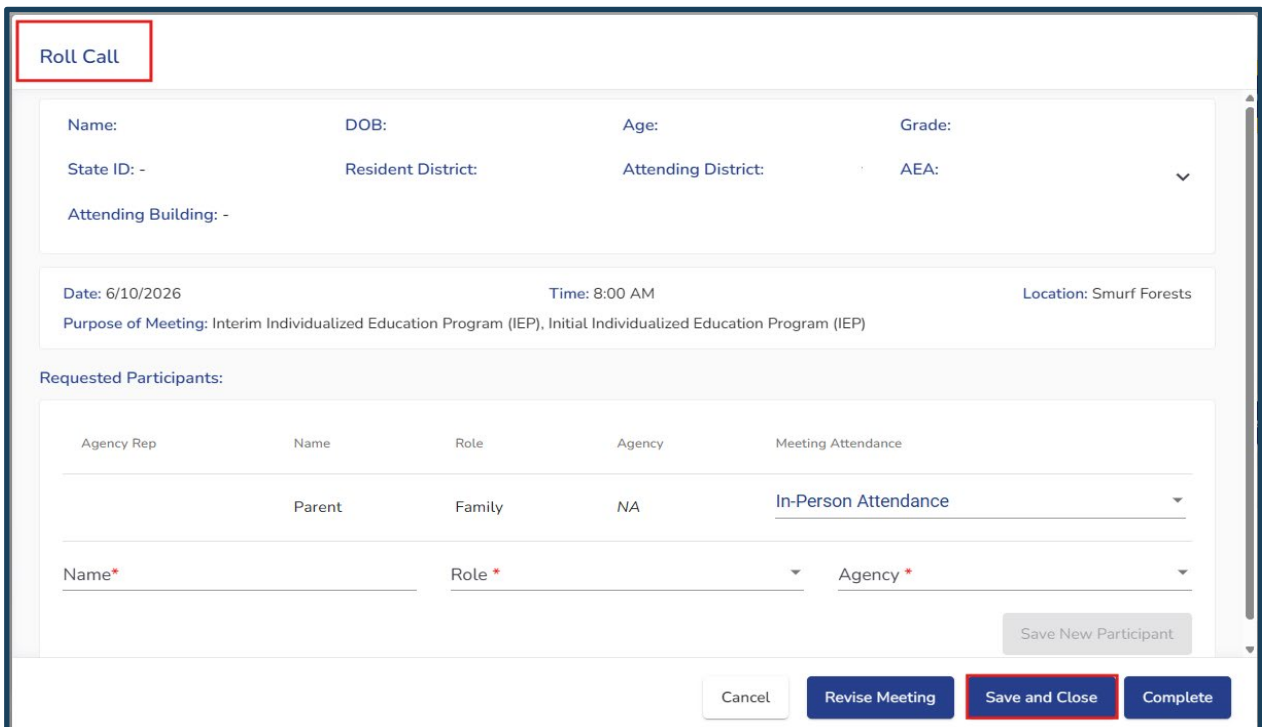 Roll Call
Name: DOB: Age: Grade:
State ID: - Resident District: Attending District: AEA:
Attending Building: -
Date: 6/10/2026 Time: 8:00 AM Location: Smurf Forests
Purpose of Meeting: Interim Individualized Education Program (IEP), Initial Individualized Education Program (IEP)
Requested Participants:
Agency Rep Name Role Agency Meeting Attendance
Parent Family NA In-Person Attendance
Name* Role * Agency *
Save New Participant
Cancel Revise Meeting Save and Close Complete